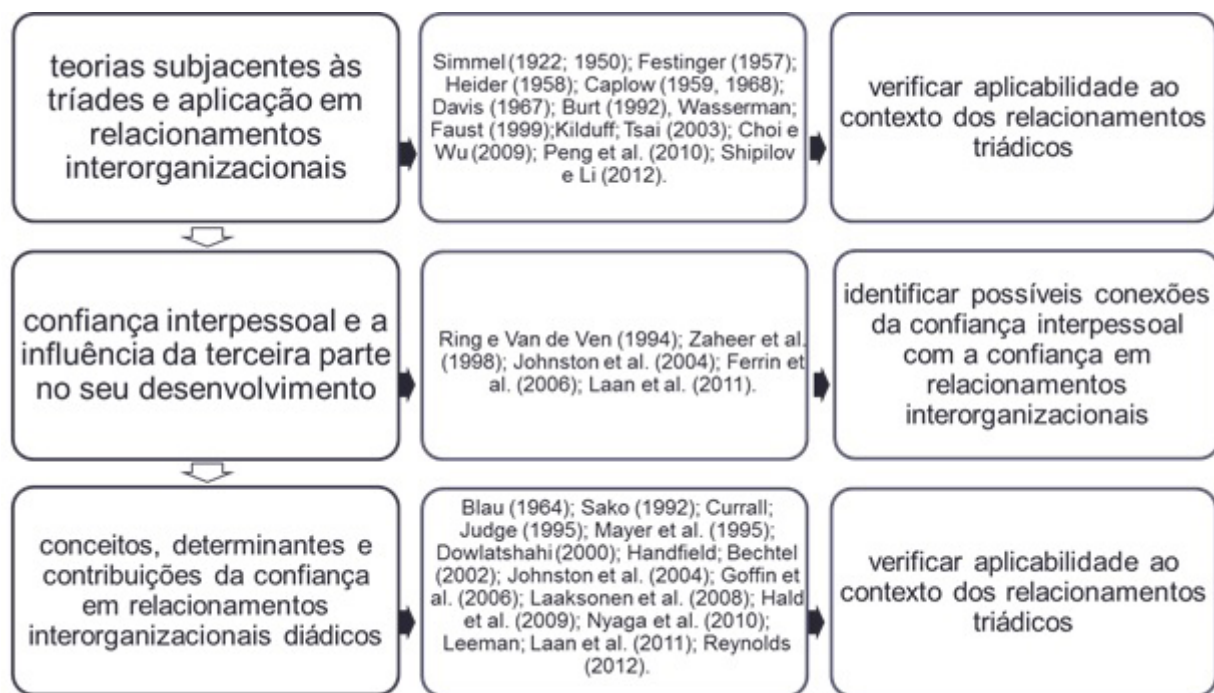 teorias subjacentes às
tríades e aplicação em
relacionamentos
interorganizacionais
Simmel (1922; 1950); Festinger (1957);
Heider (1958); Caplow (1959, 1968);
Davis (1967); Burt (1992), Wasserman;
Faust (1999);Kilduff; Tsai (2003); Choi e
Wu (2009); Peng et al. (2010); Shipilov
e Li (2012).
verificar aplicabilidade ao
contexto dos relacionamentos
triádicos
confiança interpessoal e a
influência da terceira parte
no seu desenvolvimento
Ring e Van de Ven (1994); Zaheer et al.
(1998); Johnston et al. (2004); Ferrin et
al. (2006); Laan et al. (2011).
identificar possíveis conexões
da confiança interpessoal
com a confiança em
relacionamentos
interorganizacionais
conceitos, determinantes e
contribuições da confiança
em relacionamentos
interorganizacionais diádicos
Blau (1964); Sako (1992); Currall;
Judge (1995); Mayer et al. (1995);
Dowlatshahi (2000); Handfield; Bechtel
(2002); Johnston et al. (2004); Goffin et
al. (2006); Laaksonen et al. (2008); Hald
et al. (2009); Nyaga et al. (2010);
Leeman; Laan et al. (2011); Reynolds
(2012).
verificar aplicabilidade ao
contexto dos relacionamentos
triádicos